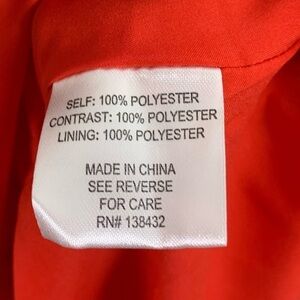 SELF: 100% POLYESTER
CONTRAST: 100% POLYESTER
LINING: 100% POLYESTER
MADE IN CHINA
SEE REVERSE
FOR CARE
RN# 138432